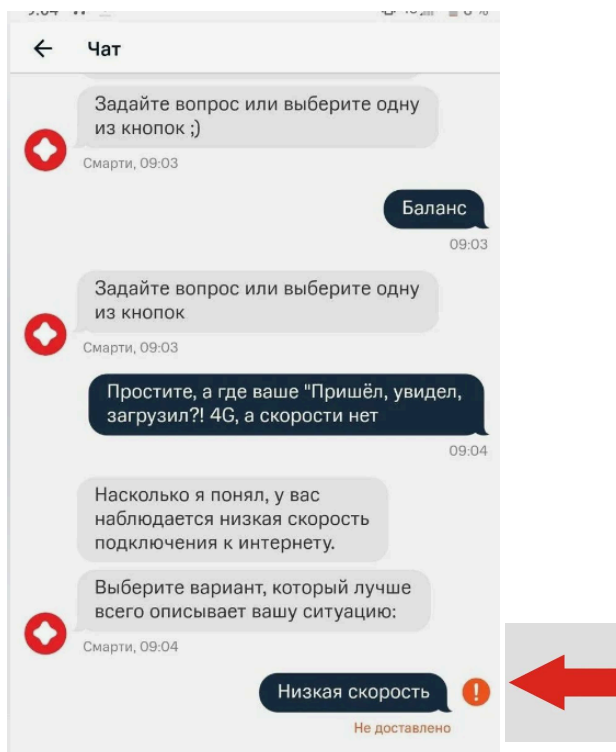 Чат
Задайте вопрос или выберите одну
из кнопок ;)
Смарти, 09:03
Баланс
09:03
Задайте вопрос или выберите одну
из кнопок
Смарти, 09:03
Простите, а где ваше "Пришёл, увидел,
загрузил?! 4G, а скорости нет
09:04
Насколько я понял, у вас
наблюдается низкая скорость
подключения к интернету.
Выберите вариант, который лучше
всего описывает вашу ситуацию:
Смарти, 09:04
Низкая скорость
Не доставлено